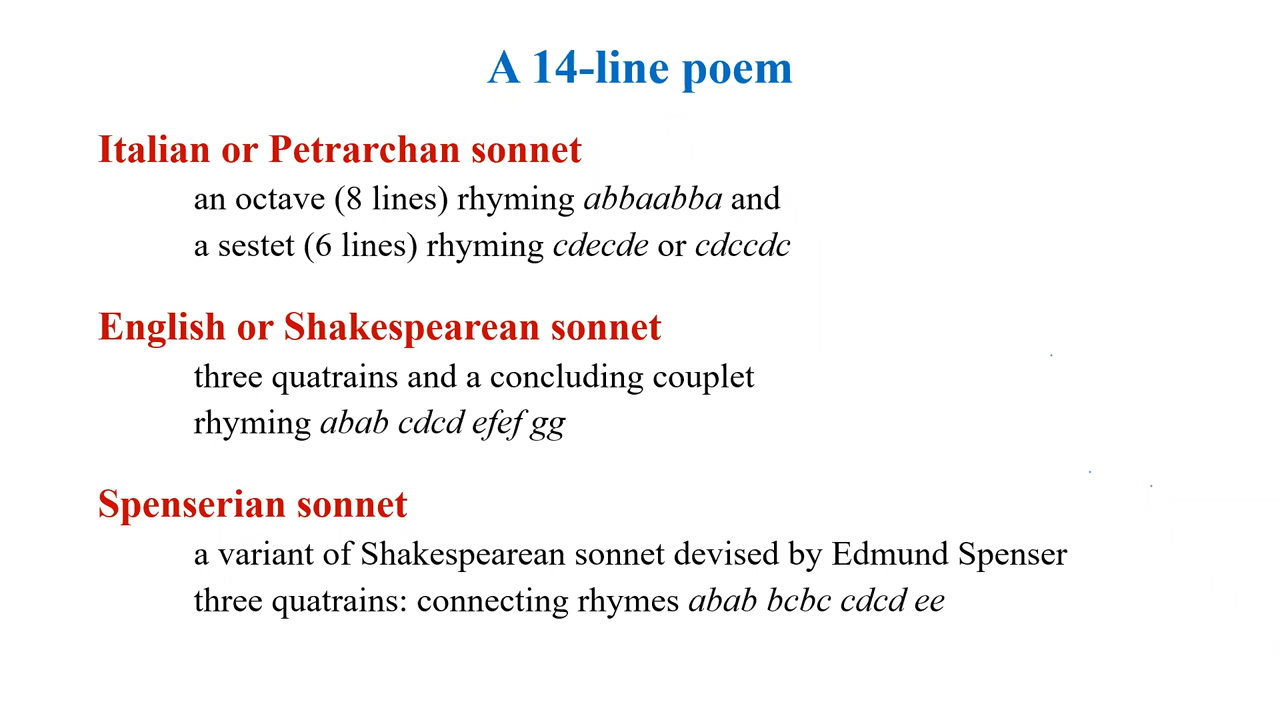 A 14-line poem
Italian or Petrarchan sonnet
an octave (8 lines) rhyming abbaabba and
a sestet (6 lines) rhyming cdecde or cdccdc
English or Shakespearean sonnet
three quatrains and a concluding couplet
rhyming abab cdcd efef gg
Spenserian sonnet
a variant of Shakespearean sonnet devised by Edmund Spenser
three quatrains: connecting rhymes abab bcbc cdcd ee